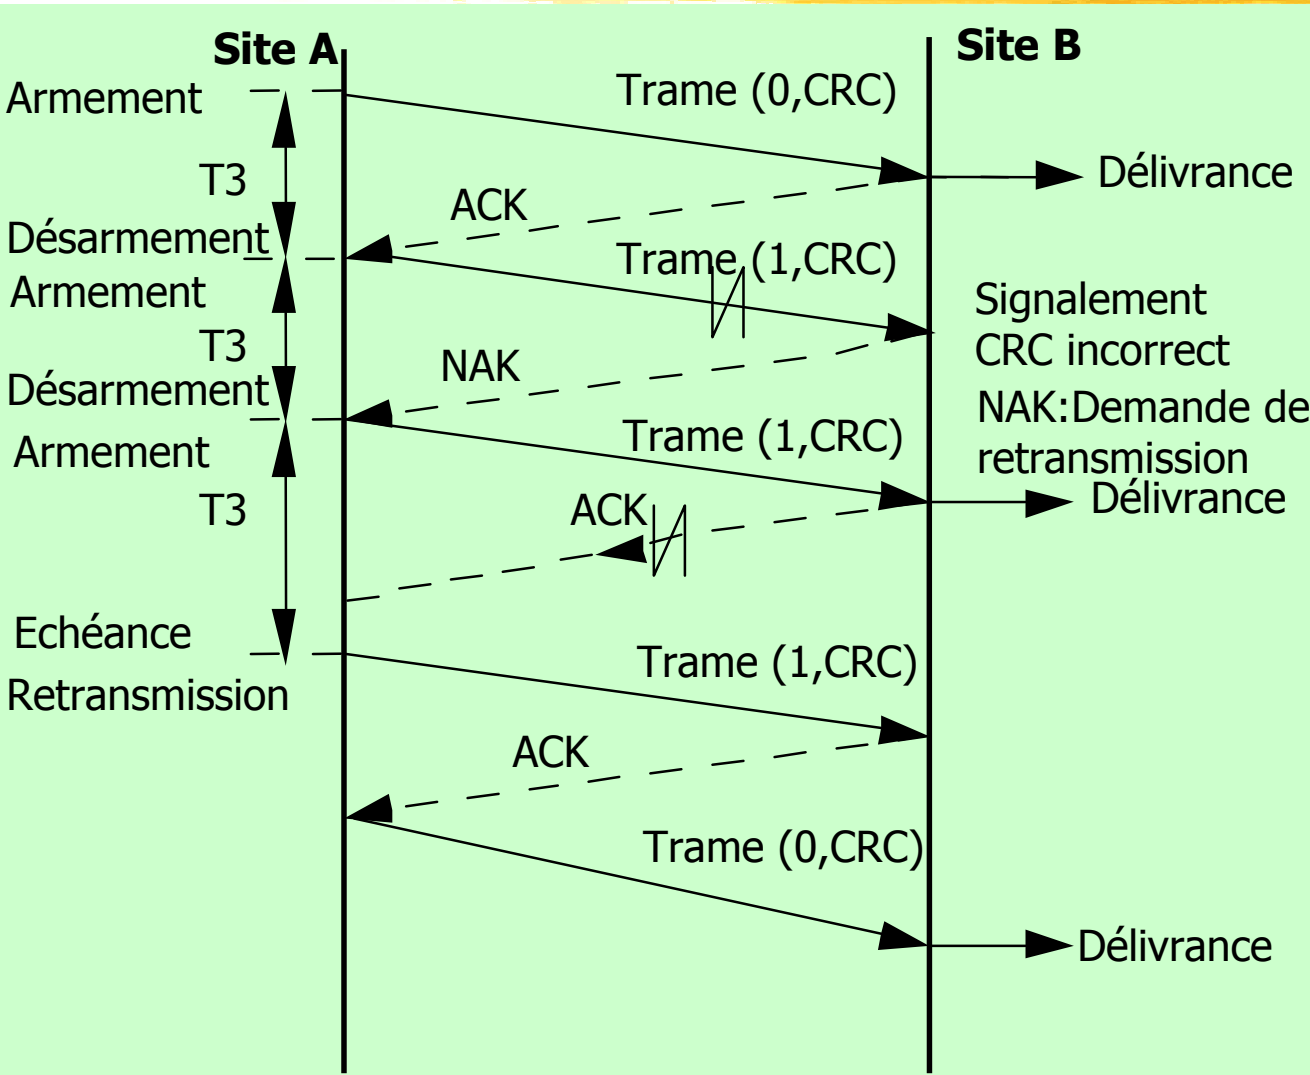 Site A
Site B
Armement
Trame (0,CRC)
T3
Délivrance
ACK
Désarmement
Trame (1,CRC)
Armement
Signalement
CRC incorrect
T3
NAK
Désarmement
NAK:Demande de
retransmission
Trame (1,CRC)
Armement
Délivrance
T3
ACK
Echéance
Trame (1,CRC)
Retransmission
ACK
Trame (0,CRC)
Délivrance